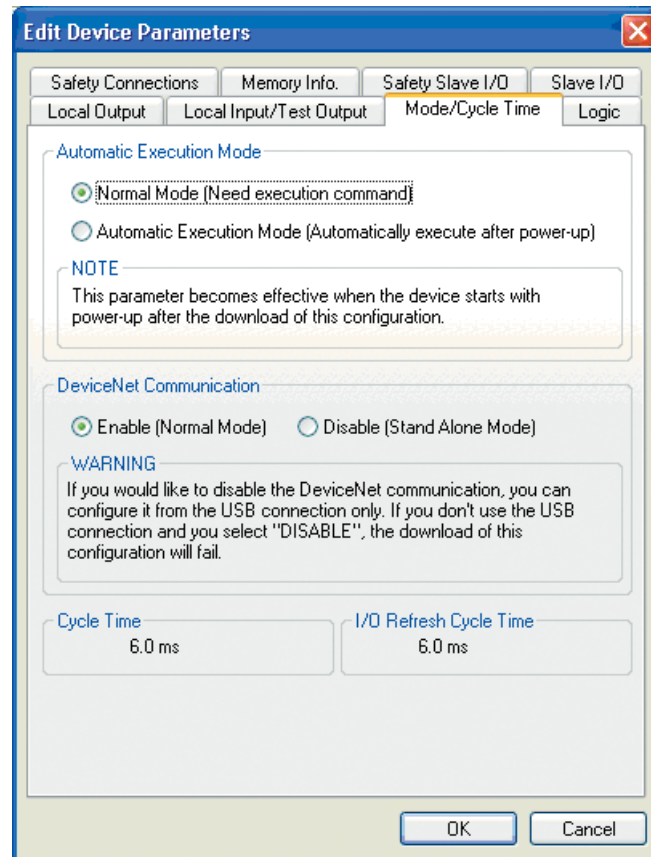 Edit Device Parameters
Safety Connections
Memory Info.
Safety Slave I/O
Slave I/O
Local Output
Local Input/Test Output
Mode/Cycle Time
Logic
Automatic Execution Mode
Normal Mode (Need execution command)
Automatic Execution Mode (Automatically execute after power-up)
NOTE
This parameter becomes effective when the device starts with
power-up after the download of this configuration.
DeviceNet Communication
Enable (Normal Mode)
Disable (Stand Alone Mode)
WARNING
If you would like to disable the DeviceNet communication, you can
configure it from the USB connection only. If you don't use the USB
connection and you select "DISABLE", the download of this
configuration will fail.
Cycle Time
6.0 ms
I/O Refresh Cycle Time
6.0 ms
OK
Cancel